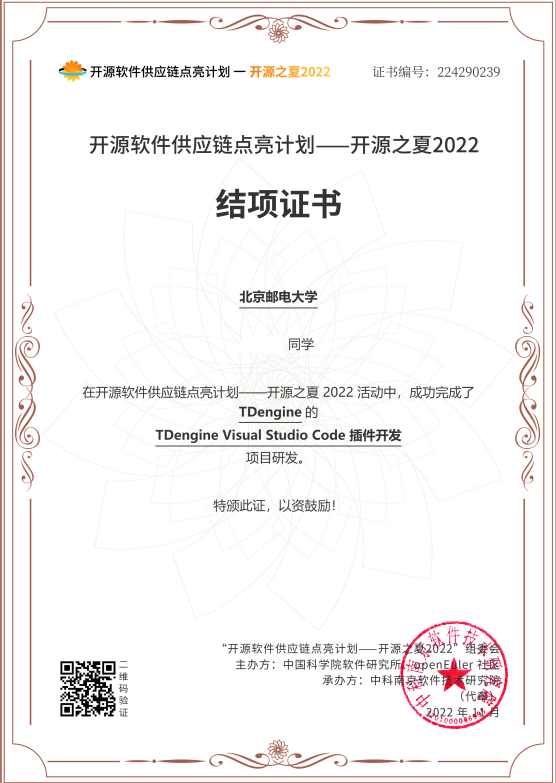 开源软件供应链点亮计划 — 开源之夏2022
证书编号：224290239
开源软件供应链点亮计划——开源之夏2022
结项证书
北京邮电大学
同学
在开源软件供应链点亮计划——开源之夏 2022 活动中，成功完成了
TDengine 的
TDengine Visual Studio Code 插件开发
项目研发。
特颁此证，以资鼓励！
“开源软件供应链点亮计划——开源之夏2022”组委会
主办方：中国科学院软件研究所 openEuler 社区
承办方：中科南京软件技术研究院
（代章）
2022 年 11 月
二维码验证